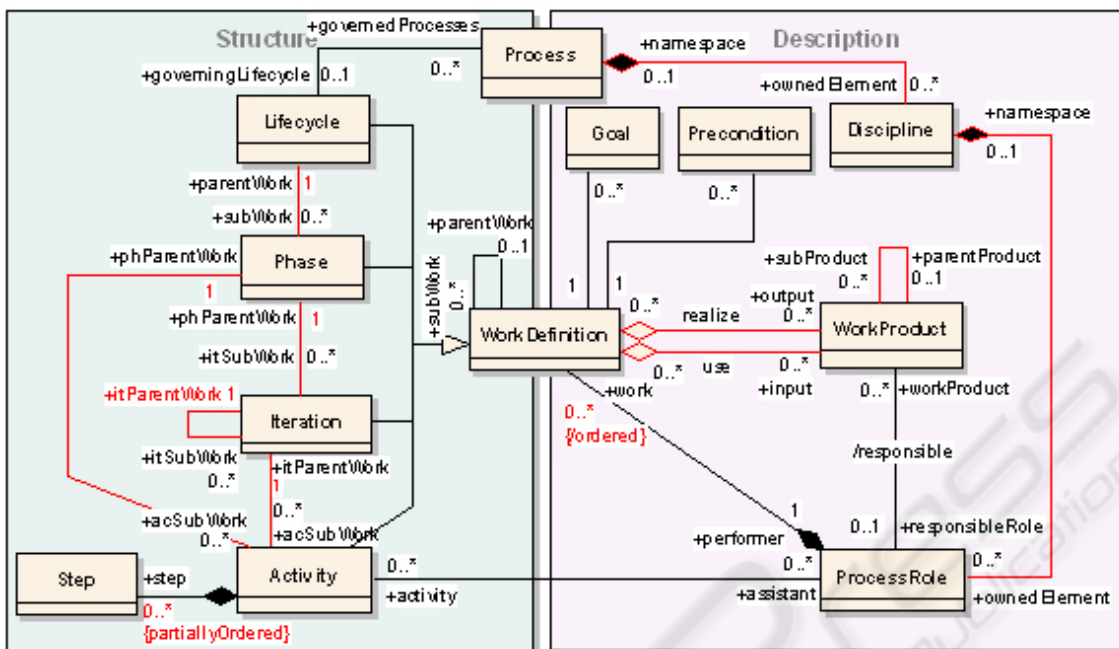 Structure
+governedProcesses
Process
+namespace
Description
0..*
0..1
+governingLifecycle
0..1
+ownedElement
0..*
Lifecycle
Goal
Precondition
Discipline
+namespace
0..1
+parentWork
1
0..*
0..*
+subWork
0..*
+parentWork
0..1
+phParentWork
Phase
+subProduct
0..*
+parentProduct
0..1
1
+subWork
0..*
1
1
0..*
+output
0..*
+phParentWork
1
WorkDefinition
realize
WorkProduct
+itSubWork
0..*
0..*
use
0..*
+input
+work
0..*
+workProduct
+itParentWork 1
Iteration
0..*
{/ordered}
+itSubWork
0..*
+itParentWork
1
/responsible
0..*
+acSubWork
0..*
+acSubWork
1
0..1
+responsibleRole
+performer
Step
+step
Activity
0..*
0..*
ProcessRole
0..*
0..*
+activity
+assistant
+ownedElement
{partiallyOrdered}